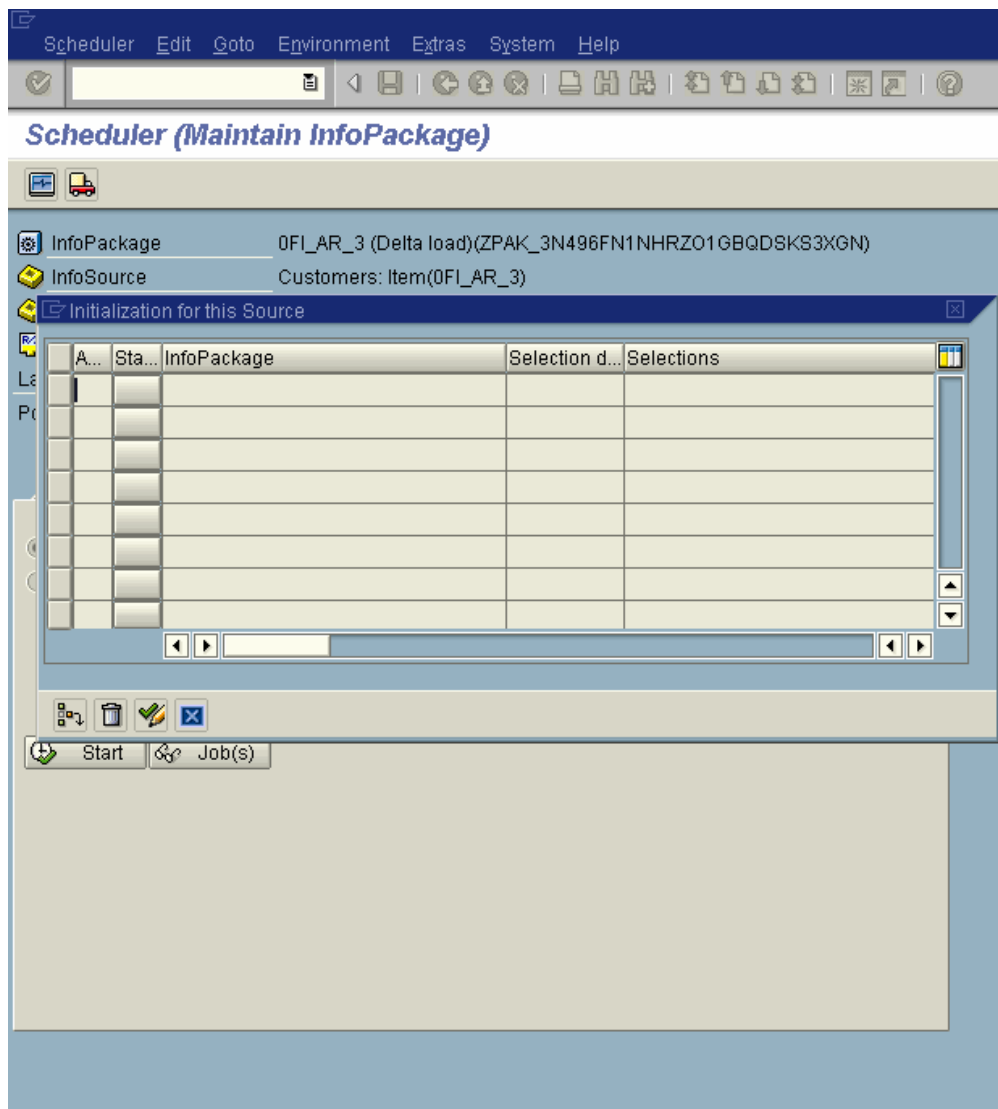 Scheduler Edit Goto Environment Extras System Help
Scheduler (Maintain InfoPackage)
InfoPackage 0FI_AR_3 (Delta load)(ZPAK_3N496FN1NHRZO1GBQDSKS3XGN)
InfoSource Customers: Item(0FI_AR_3)
Initialization for this Source
A... Sta... InfoPackage Selection d... Selections
La
Start Job(s)